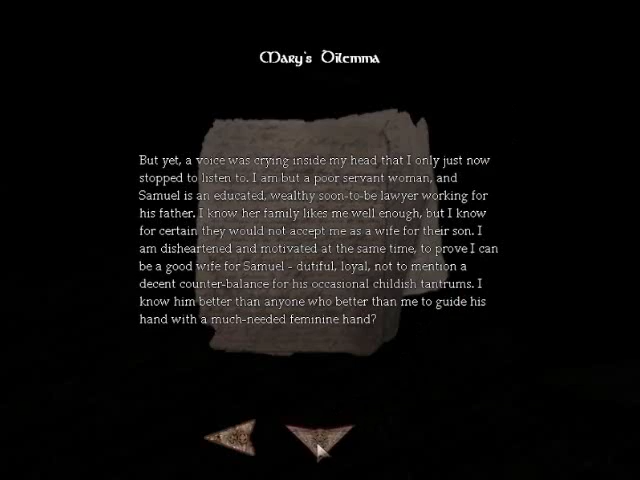 Mary's Dilemma
But yet, a voice was crying inside my head that I only just now
stopped to listen to. I am but a poor servant woman, and
Samuel is an educated, wealthy soon-to-be lawyer working for
his father. I know her family likes me well enough, but I know
for certain they would not accept me as a wife for their son. I
am disheartened and motivated at the same time, to prove I can
be a good wife for Samuel - dutiful, loyal, not to mention a
decent counter-balance for his occasional childish tantrums. I
know him better than anyone who better than me to guide his
hand with a much-needed feminine hand?